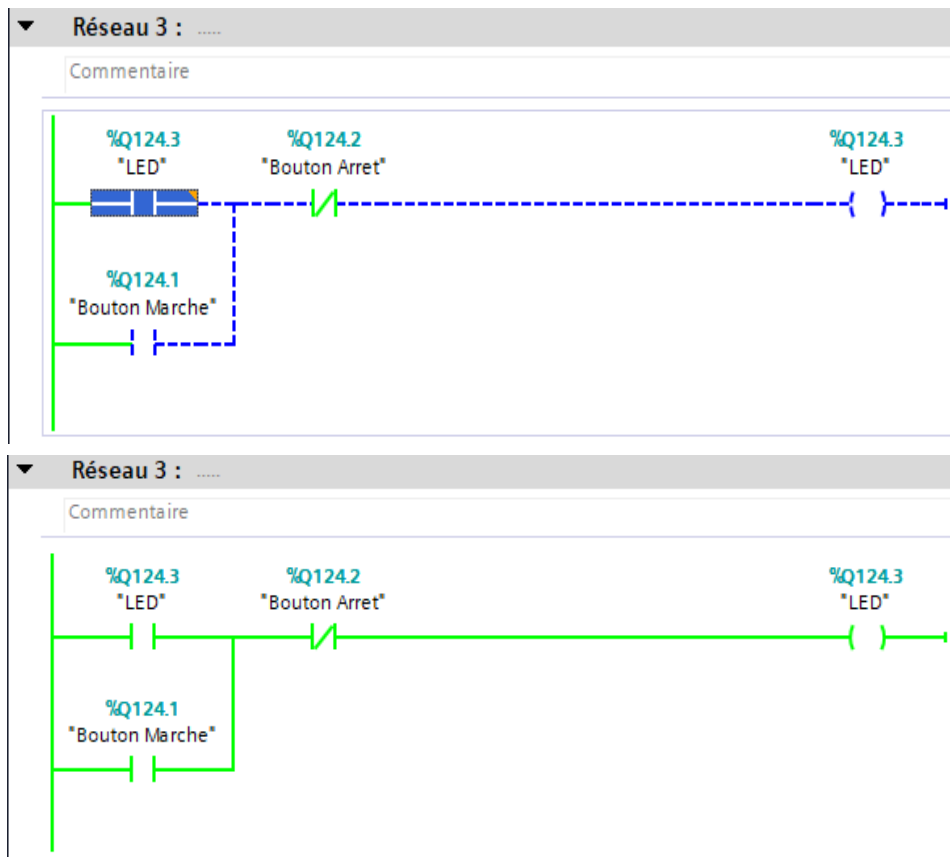 Réseau 3 : .....
Commentaire
%Q124.3 %Q124.2 %Q124.3
"LED" "Bouton Arret" "LED"
%Q124.1
"Bouton Marche"
Réseau 3 : .....
Commentaire
%Q124.3 %Q124.2 %Q124.3
"LED" "Bouton Arret" "LED"
%Q124.1
"Bouton Marche"